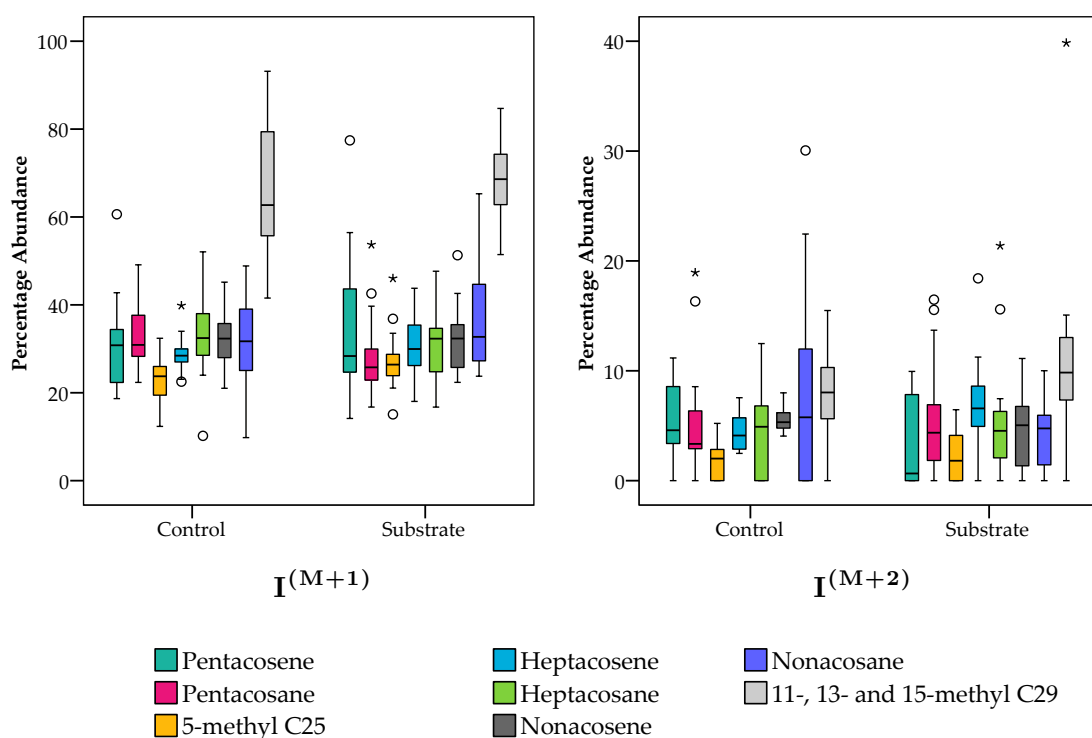 Percentage Abundance
100
80
60
40
20
0
Control
Substrate
I(M+1)
Percentage Abundance
40
30
20
10
0
Control
Substrate
I(M+2)
Pentacosene
Pentacosane
5-methyl C25
Heptacosene
Heptacosane
Nonacosene
Nonacosane
11-, 13- and 15-methyl C29